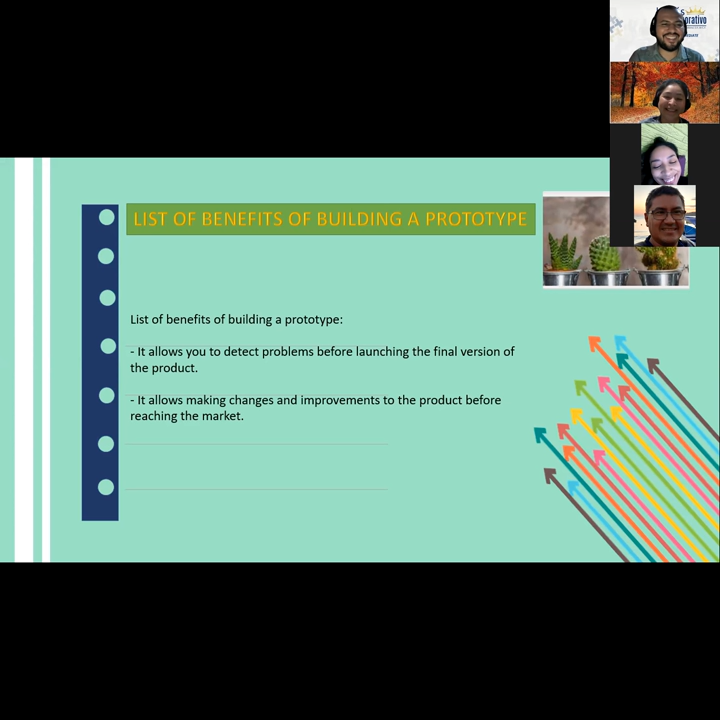 LIST OF BENEFITS OF BUILDING A PROTOTYPE
List of benefits of building a prototype:
- It allows you to detect problems before launching the final version of
the product.
- It allows making changes and improvements to the product before
reaching the market.